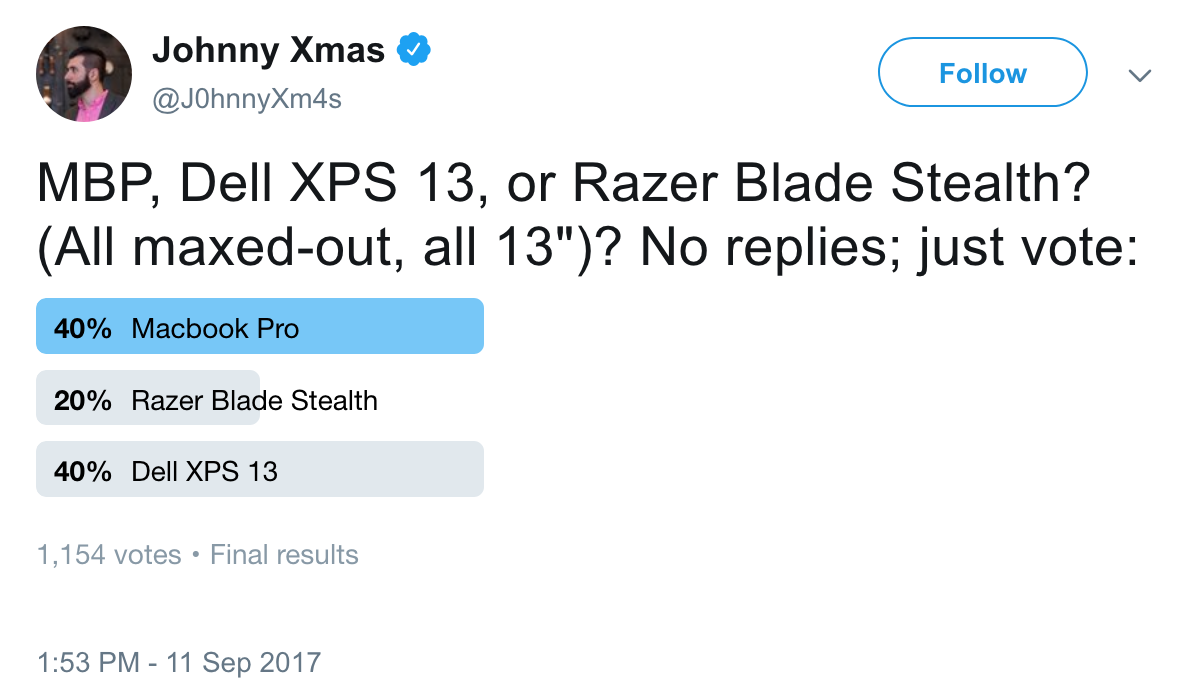 Johnny Xmas
@J0hnnyXm4s
Follow
MBP, Dell XPS 13, or Razer Blade Stealth?
(All maxed-out, all 13")? No replies; just vote:
40% Macbook Pro
20% Razer Blade Stealth
40% Dell XPS 13
1,154 votes • Final results
1:53 PM - 11 Sep 2017